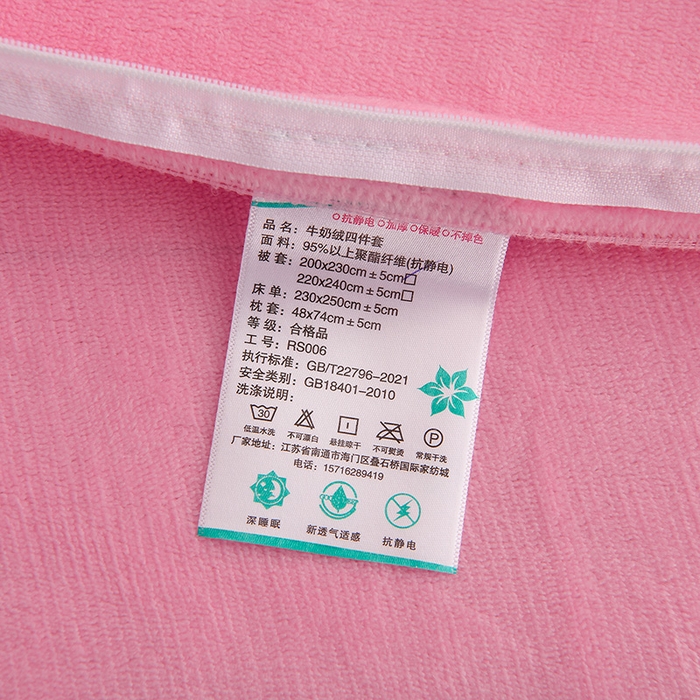 ○抗静电○加厚○保暖○不掉色
品名：牛奶绒四件套
面料：95%以上聚酯纤维(抗静电)
被套：200x230cm±5cm□
220x240cm±5cm□
床单：230x250cm±5cm
枕套：48x74cm±5cm
等级：合格品
工号：RS006
执行标准：GB/T22796-2021
安全类别：GB18401-2010
洗涤说明：
30
P
低温水洗 不可漂白 悬挂晾干 不可熨烫 常规干洗
厂家地址：江苏省南通市海门区叠石桥国际家纺城
电话：15716289419
深睡眠 新透气适感 抗静电